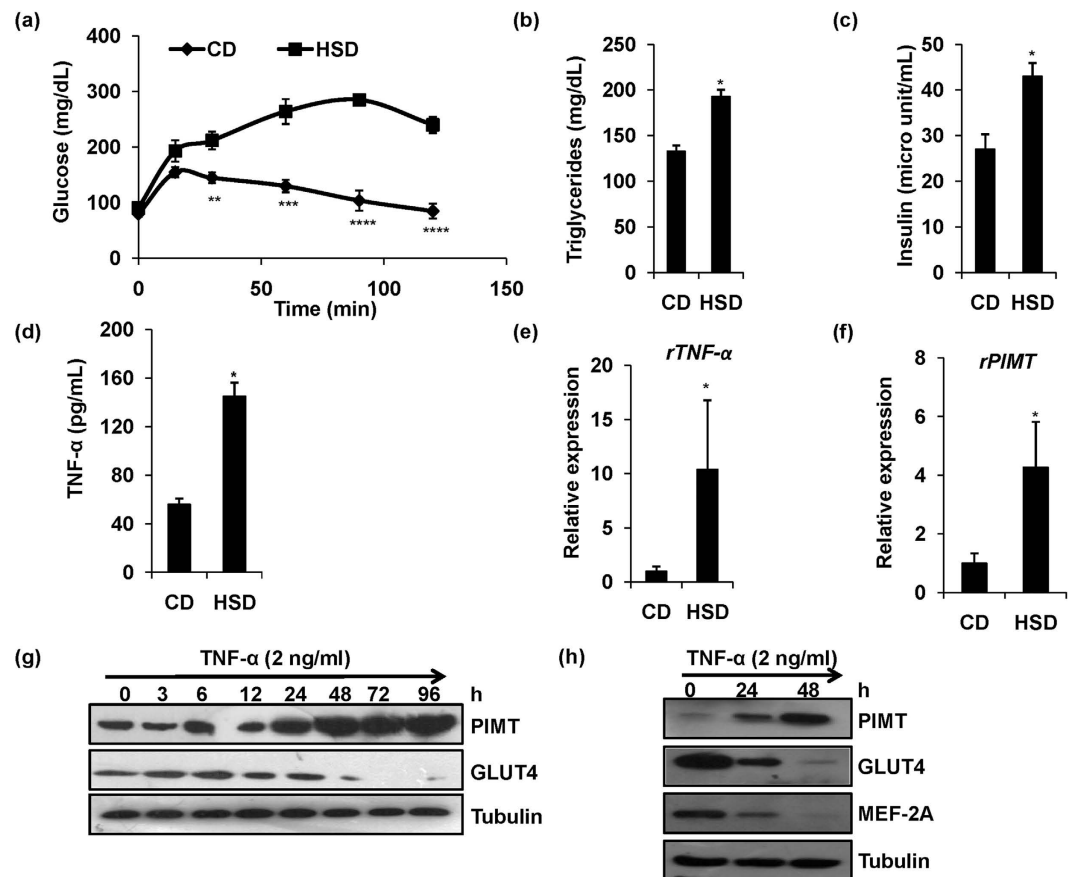 (a)
CD
HSD
Glucose (mg/dL)
400
300
200
100
0
0
50
100
150
Time (min)
**
***
****
****
(b)
Triglycerides (mg/dL)
250
200
150
100
50
0
*
CD HSD
(c)
Insulin (micro unit/mL)
50
40
30
20
10
0
*
CD HSD
(d)
TNF-α (pg/mL)
200
160
120
80
40
0
*
CD HSD
(e)
rTNF-α
Relative expression
20
15
10
5
0
*
CD HSD
(f)
rPIMT
Relative expression
8
6
4
2
0
*
CD HSD
(g)
TNF-α (2 ng/ml)
0 3 6 12 24 48 72 96 h
PIMT
GLUT4
Tubulin
(h)
TNF-α (2 ng/ml)
0 24 48 h
PIMT
GLUT4
MEF-2A
Tubulin